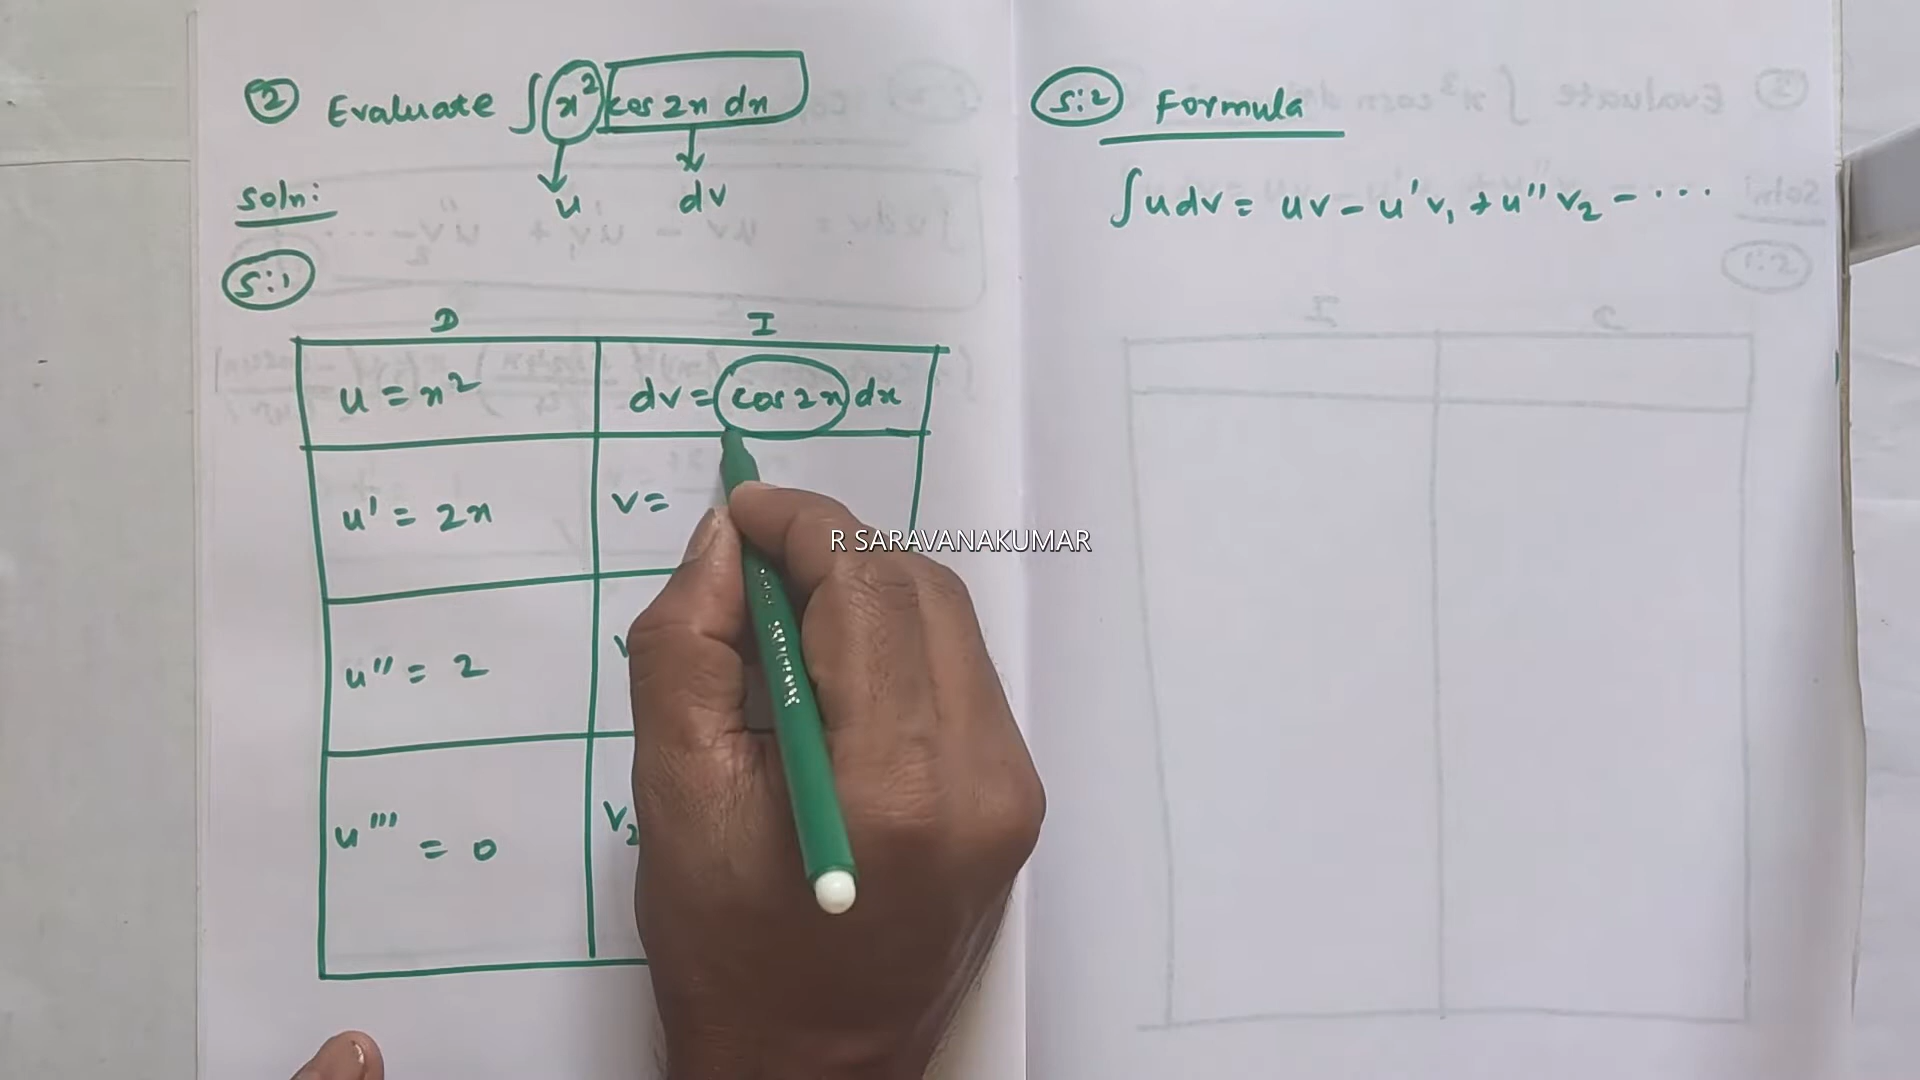 ② Evaluate ∫ x² cos 2x dx
u dv
Soln:
S:1
D I
u = x² dv = cos 2x dx
u' = 2x v =
u'' = 2 v
u''' = 0 v₂
S:2 Formula
∫ u dv = uv - u'v₁ + u''v₂ - ...
R SARAVANAKUMAR